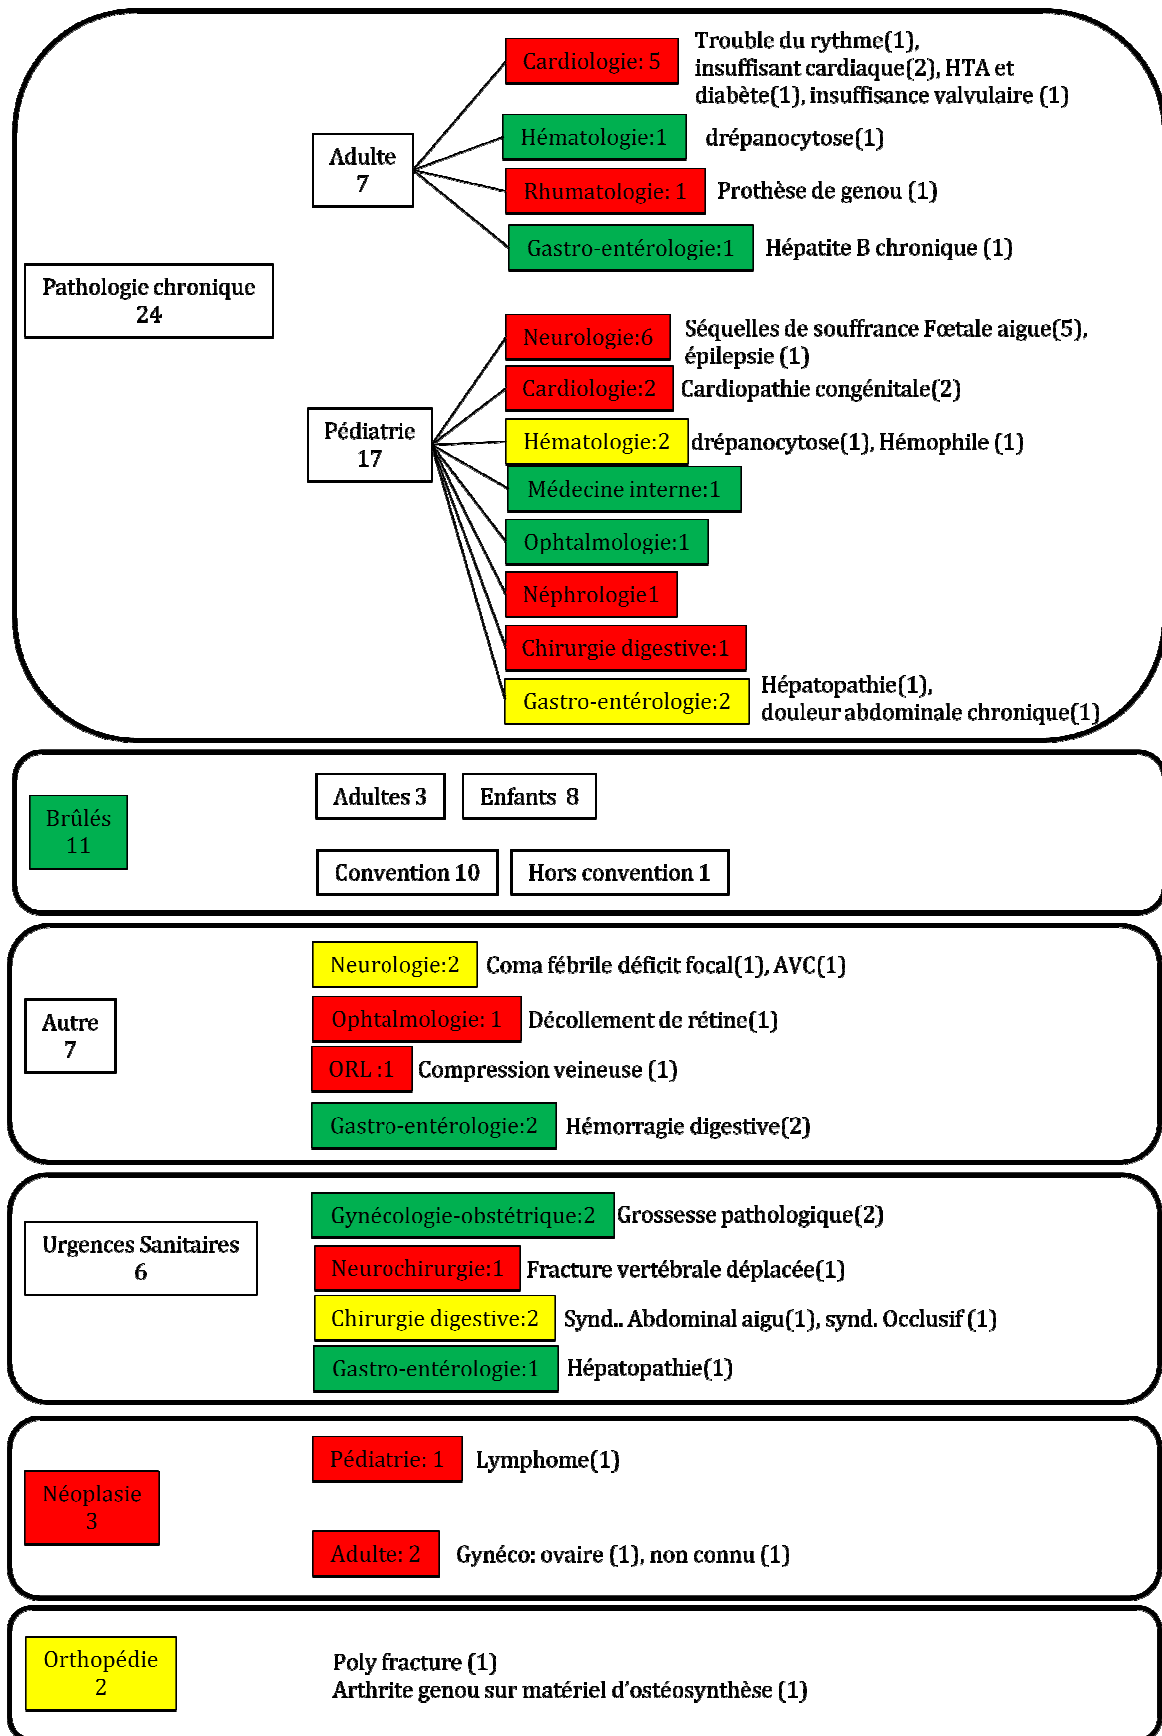 Cardiologie: 5
Trouble du rythme(1),
insuffisant cardiaque(2), HTA et
diabète(1), insuffisance valvulaire (1)
Adulte
7
Hématologie:1
drépanocytose(1)
Rhumatologie: 1
Prothèse de genou (1)
Gastro-entérologie:1
Hépatite B chronique (1)
Pathologie chronique
24
Neurologie:6
Séquelles de souffrance Fœtale aigue(5),
épilepsie (1)
Cardiologie:2
Cardiopathie congénitale(2)
Pédiatrie
17
Hématologie:2
drépanocytose(1), Hémophile (1)
Médecine interne:1
Ophtalmologie:1
Néphrologie1
Chirurgie digestive:1
Gastro-entérologie:2
Hépatopathie(1),
douleur abdominale chronique(1)
Brûlés
11
Adultes 3
Enfants 8
Convention 10
Hors convention 1
Autre
7
Neurologie:2
Coma fébrile déficit focal(1), AVC(1)
Ophtalmologie: 1
Décollement de rétine(1)
ORL :1
Compression veineuse (1)
Gastro-entérologie:2
Hémorragie digestive(2)
Urgences Sanitaires
6
Gynécologie-obstétrique:2
Grossesse pathologique(2)
Neurochirurgie:1
Fracture vertébrale déplacée(1)
Chirurgie digestive:2
Synd.. Abdominal aigu(1), synd. Occlusif (1)
Gastro-entérologie:1
Hépatopathie(1)
Néoplasie
3
Pédiatrie: 1
Lymphome(1)
Adulte: 2
Gynéco: ovaire (1), non connu (1)
Orthopédie
2
Poly fracture (1)
Arthrite genou sur matériel d'ostéosynthèse (1)